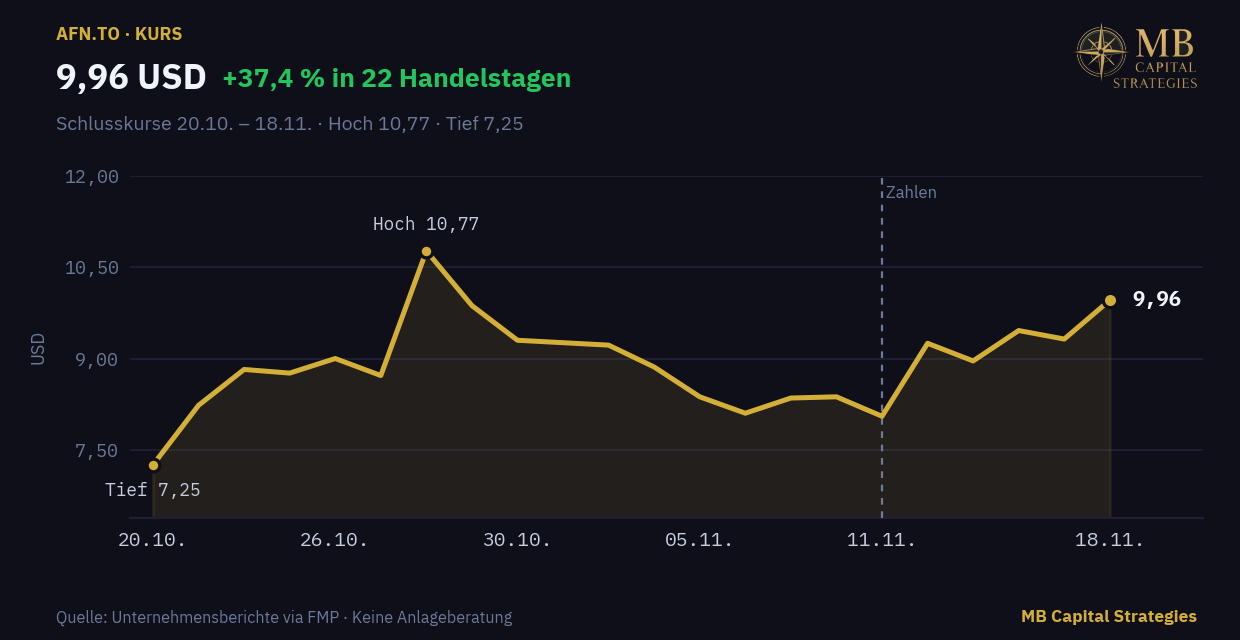 AFN.TO · KURS
9,96 USD +37,4 % in 22 Handelstagen
Schlusskurse 20.10. – 18.11. · Hoch 10,77 · Tief 7,25
MB
CAPITAL
STRATEGIES
12,00
Zahlen
Hoch 10,77
10,50
9,96
USD
9,00
7,50
Tief 7,25
20.10. 26.10. 30.10. 05.11. 11.11. 18.11.
Quelle: Unternehmensberichte via FMP · Keine Anlageberatung
MB Capital Strategies